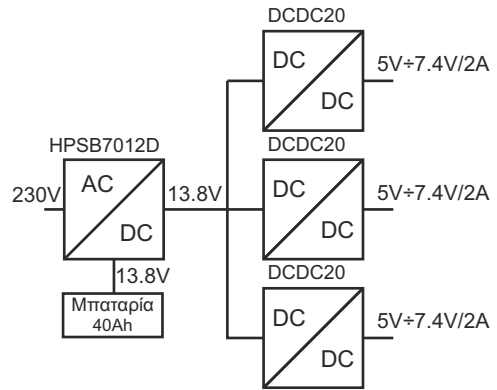 DCDC20
DC
DC
5V÷7.4V/2A
HPSB7012D
AC
DC
230V
13.8V
DCDC20
DC
DC
5V÷7.4V/2A
13.8V
Μπαταρία
40Ah
DCDC20
DC
DC
5V÷7.4V/2A